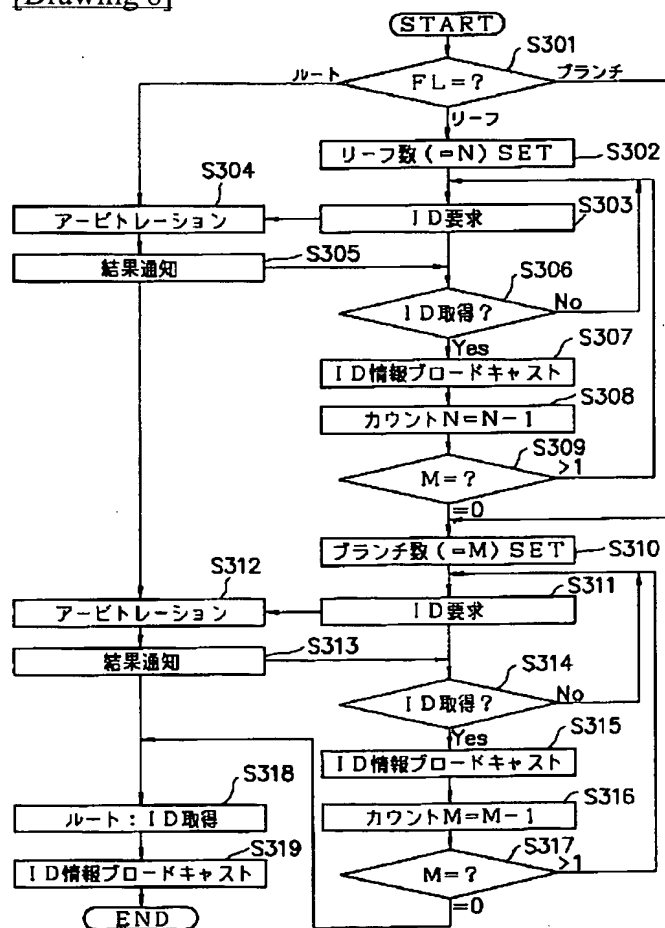 [Drawing 6]
START
S301
FL=?
ルート
ブランチ
リーフ
リーフ数(=N)SET
S302
S304
アービトレーション
ID要求
S303
結果通知
S305
S306
ID取得?
No
Yes
S307
ID情報ブロードキャスト
S308
カウントN=N-1
S309
M=?
>1
=0
ブランチ数(=M)SET
S310
S312
アービトレーション
ID要求
S311
結果通知
S313
S314
ID取得?
No
Yes
S315
ID情報ブロードキャスト
S318
ルート:ID取得
カウントM=M-1
S316
S319
ID情報ブロードキャスト
S317
M=?
>1
=0
END